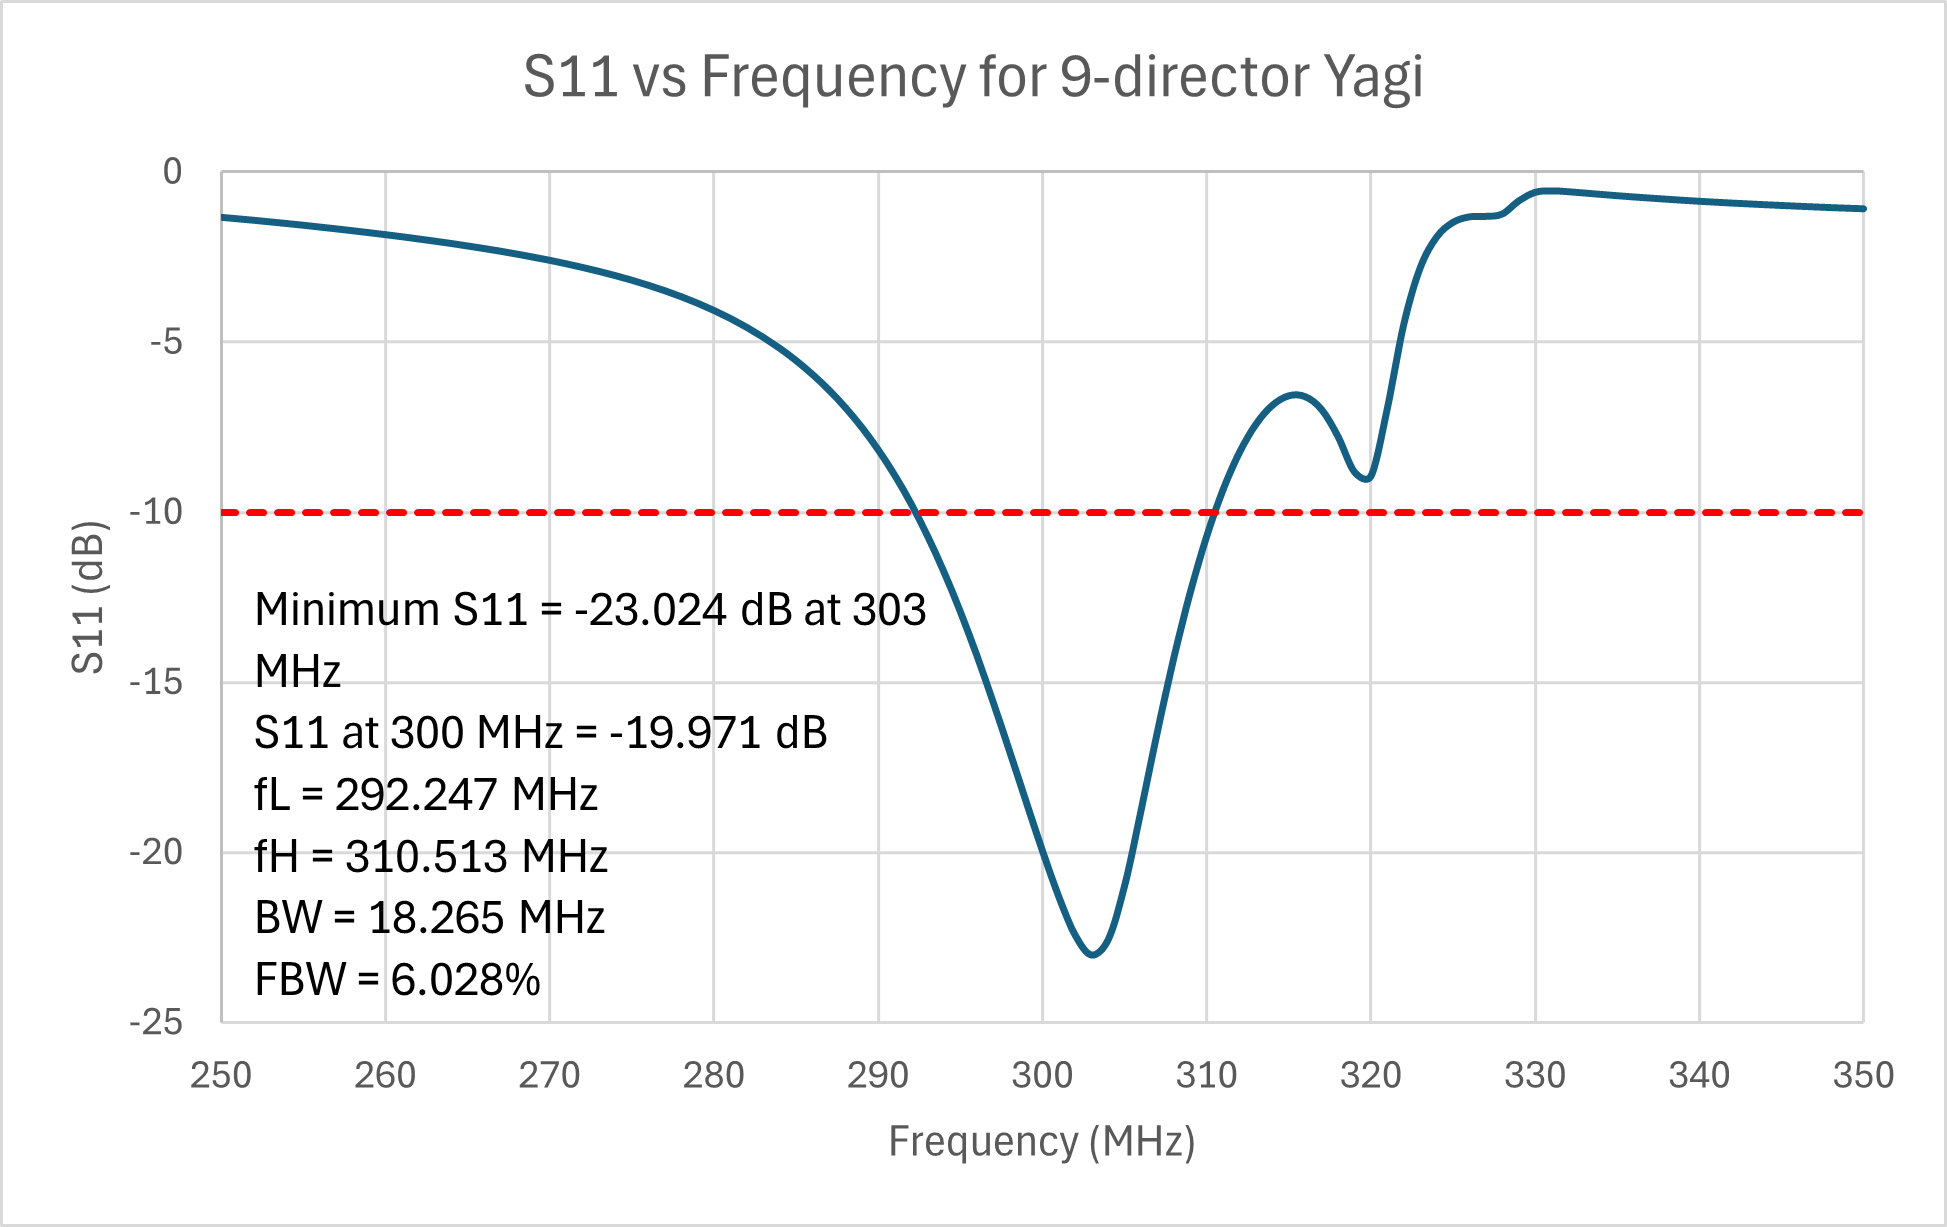 S11 vs Frequency for 9-director Yagi
0
-5
-10
-15
-20
-25
S11 (dB)
Minimum S11 = -23.024 dB at 303
MHz
S11 at 300 MHz = -19.971 dB
fL = 292.247 MHz
fH = 310.513 MHz
BW = 18.265 MHz
FBW = 6.028%
250 260 270 280 290 300 310 320 330 340 350
Frequency (MHz)